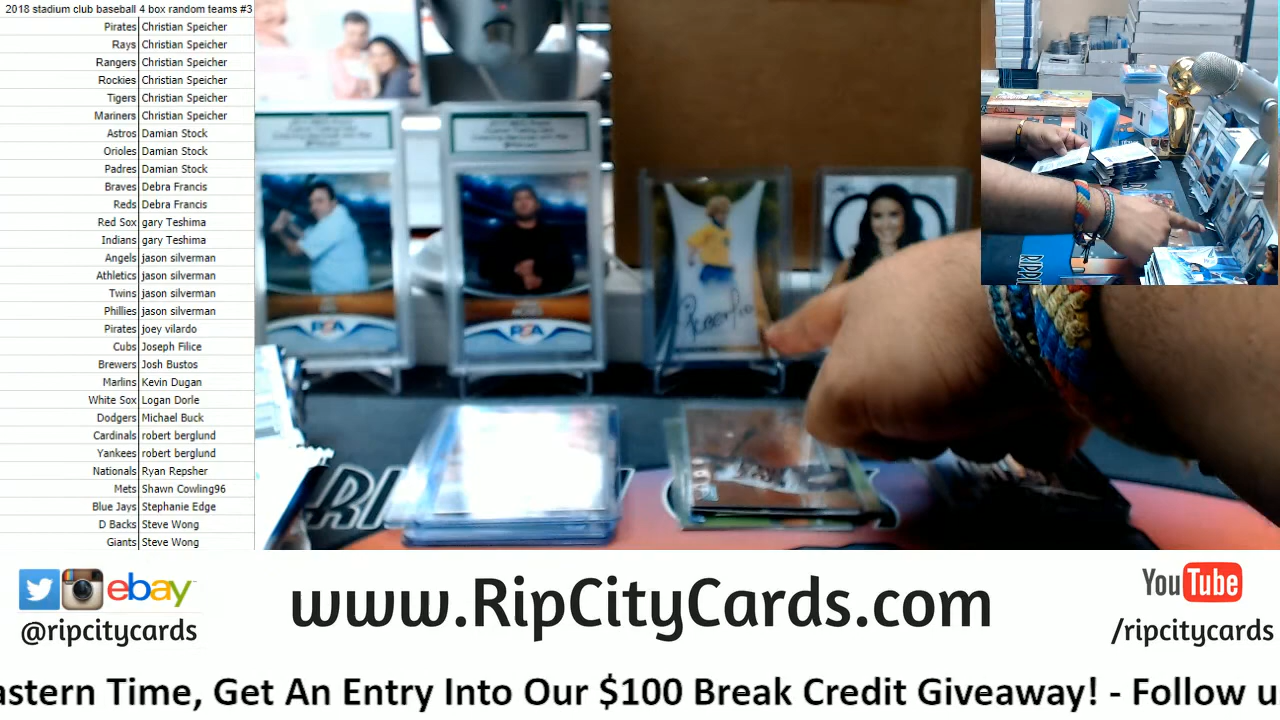 2018 stadium club baseball 4 box random teams #3
Pirates Christian Speicher
Rays Christian Speicher
Rangers Christian Speicher
Rockies Christian Speicher
Tigers Christian Speicher
Mariners Christian Speicher
Astros Damian Stock
Orioles Damian Stock
Padres Damian Stock
Braves Debra Francis
Reds Debra Francis
Red Sox gary Teshima
Indians gary Teshima
Angels jason silverman
Athletics jason silverman
Twins jason silverman
Phillies jason silverman
Pirates joey vilardo
Cubs Joseph Filice
Brewers Josh Bustos
Marlins Kevin Dugan
White Sox Logan Dorle
Dodgers Michael Buck
Cardinals robert berglund
Yankees robert berglund
Nationals Ryan Repsher
Mets Shawn Cowling96
Blue Jays Stephanie Edge
D Backs Steve Wong
Giants Steve Wong
PSA
PSA
R
T
RIPP
RI
ebay
@ripcitycards
www.RipCityCards.com
YouTube
/ripcitycards
astern Time, Get An Entry Into Our $100 Break Credit Giveaway! - Follow u